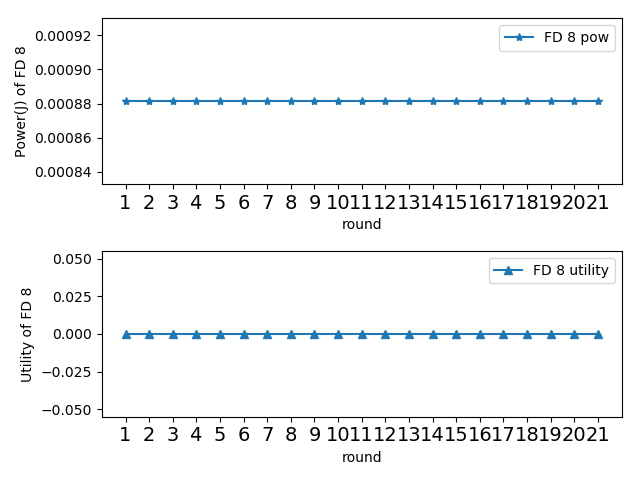 FD 8 pow
Power(J) of FD 8
0.00092
0.00090
0.00088
0.00086
0.00084
1 2 3 4 5 6 7 8 9 10 11 12 13 14 15 16 17 18 19 20 21
round
FD 8 utility
Utility of FD 8
0.050
0.025
0.000
−0.025
−0.050
1 2 3 4 5 6 7 8 9 10 11 12 13 14 15 16 17 18 19 20 21
round